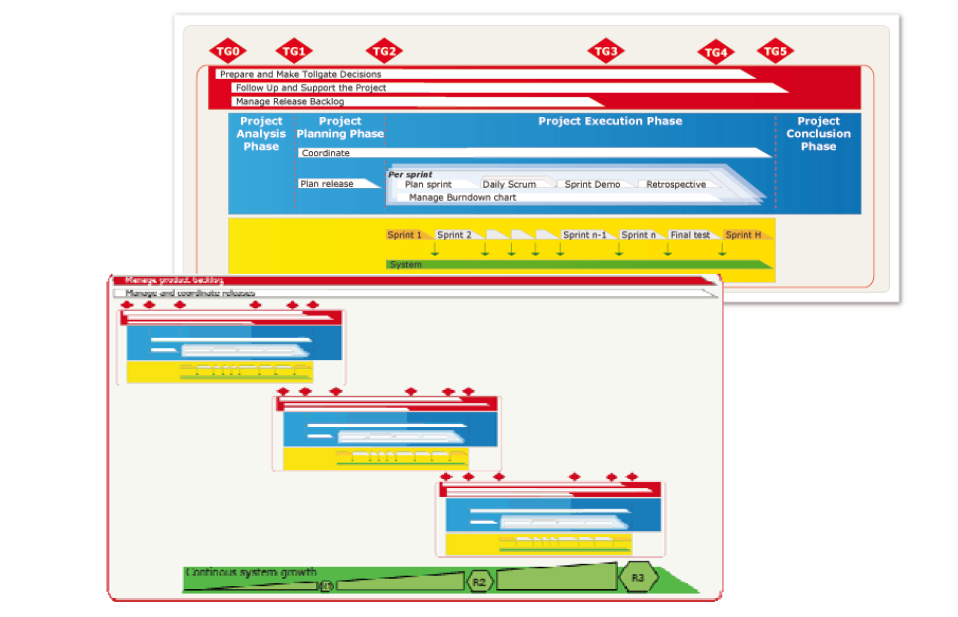 TG0 TG1 TG2 TG3 TG4 TG5
Prepare and Make Tollgate Decisions
Follow Up and Support the Project
Manage Release Backlog
Project Analysis Phase
Project Planning Phase
Project Execution Phase
Project Conclusion Phase
Coordinate
Plan release
Per sprint
Plan sprint Daily Scrum Sprint Demo Retrospective
Manage Burndown chart
Sprint 1 Sprint 2 Sprint n-1 Sprint n Final test Sprint H
System
Manage product backlog
Manage and coordinate releases
Continous system growth
R2
R3